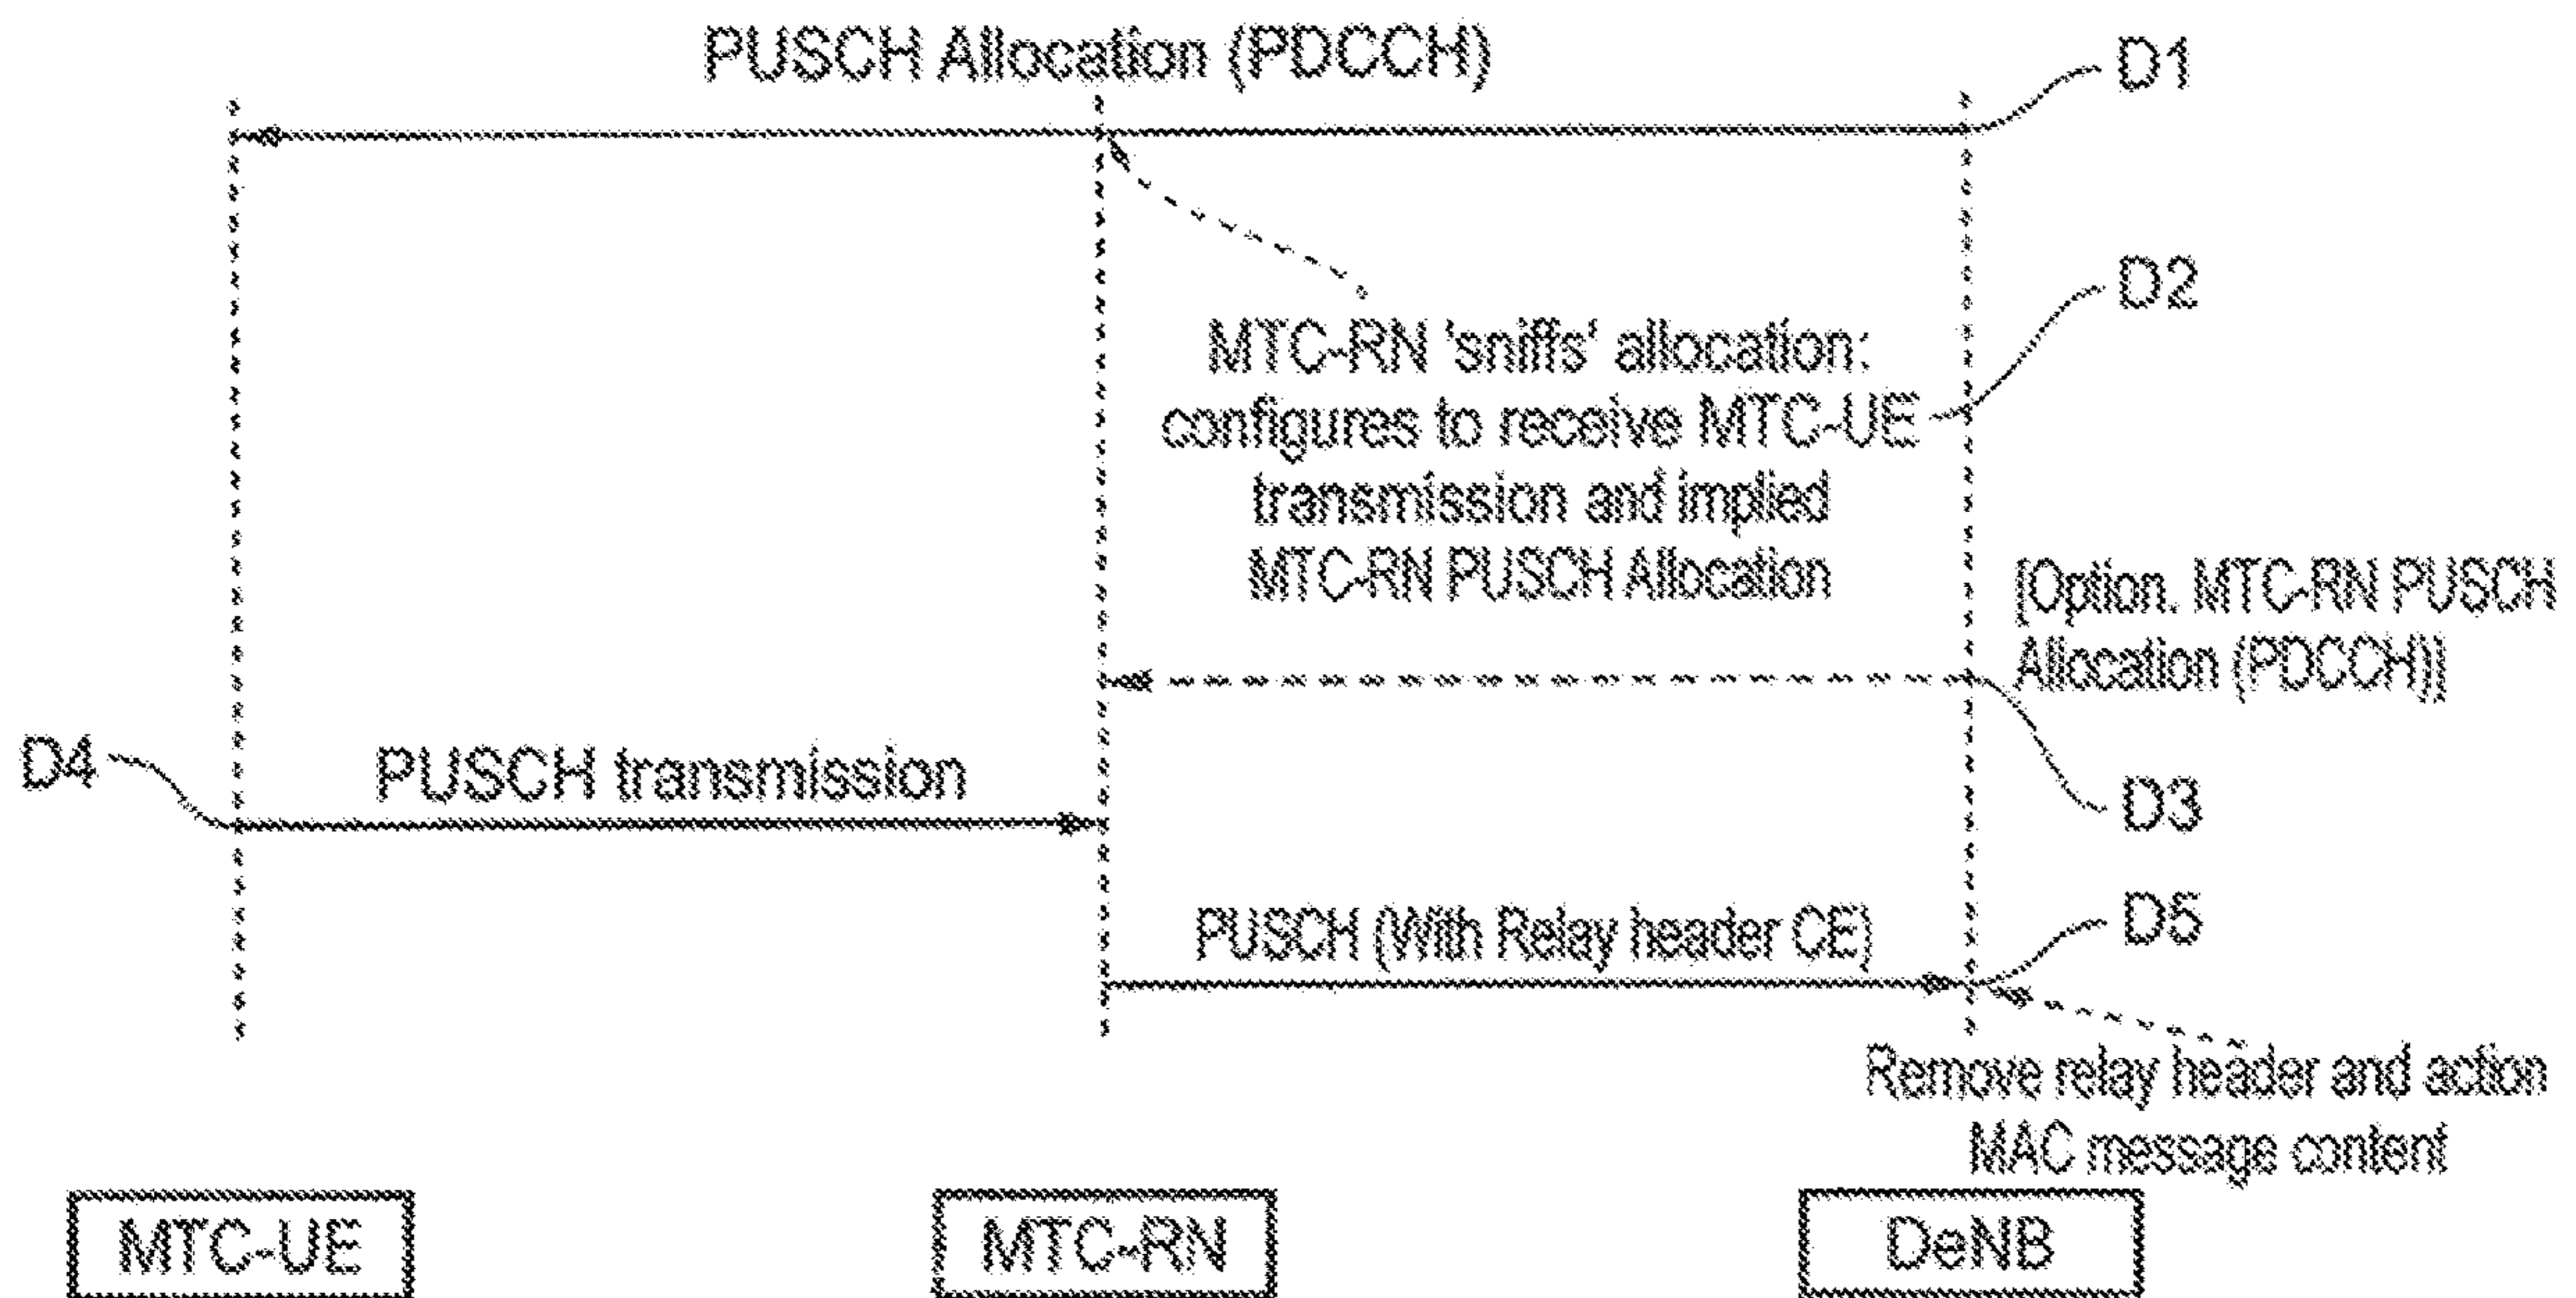 PUSCH Allocation (PDCCH)
D1
D2
MTC-RN 'sniffs' allocation:
configures to receive MTC-UE
transmission and implied
MTC-RN PUSCH Allocation
[Option. MTC-RN PUSCH
Allocation (PDCCH)]
D4
PUSCH transmission
D3
PUSCH (With Relay header CE)
D5
Remove relay header and action
MAC message content
MTC-UE
MTC-RN
DeNB